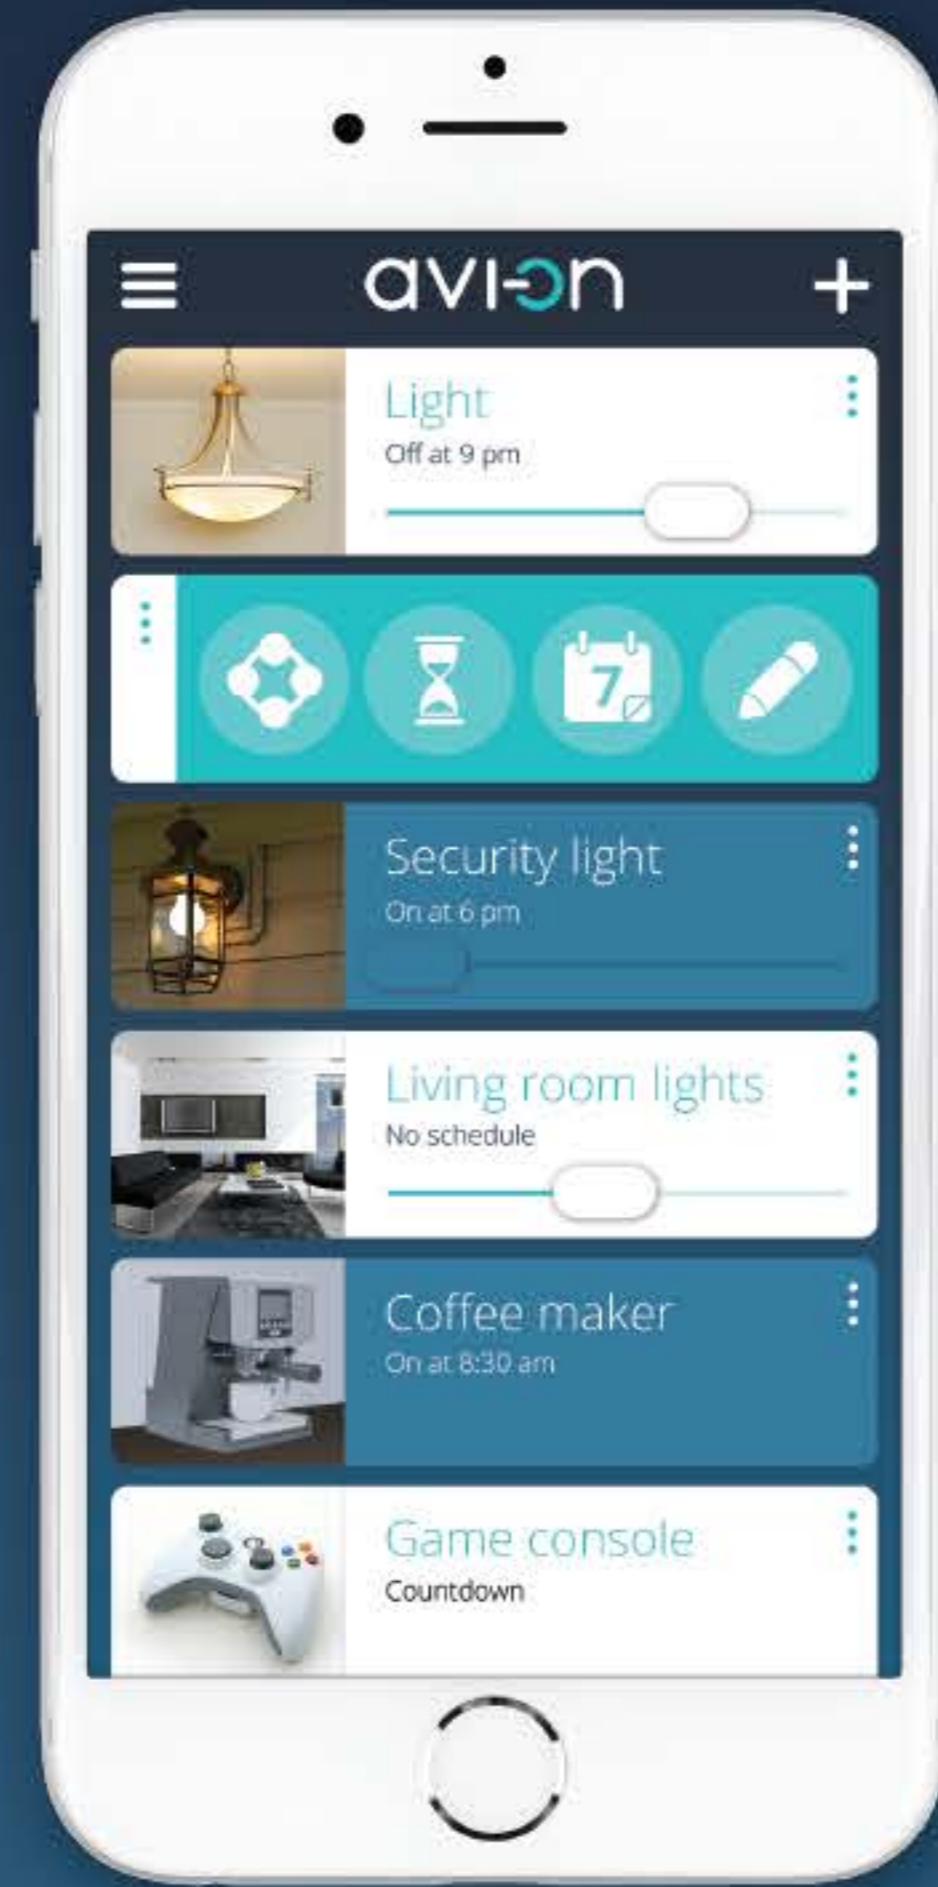 avi-on
Light
Off at 9 pm
7
Security light
On at 6 pm
Living room lights
No schedule
Coffee maker
On at 8:30 am
Game console
Countdown